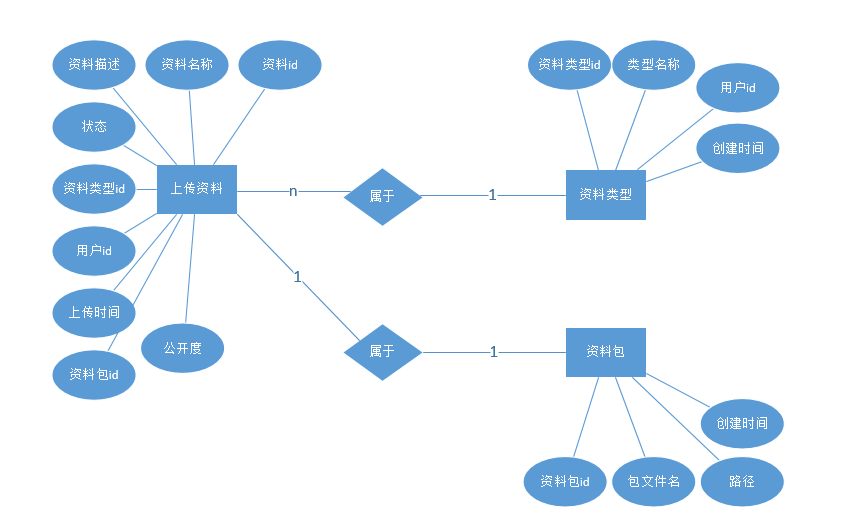 资料描述
资料名称
资料id
资料类型id
类型名称
用户id
状态
创建时间
资料类型id
上传资料
n
属于
1
资料类型
用户id
1
上传时间
公开度
属于
1
资料包
资料包id
创建时间
资料包id
包文件名
路径